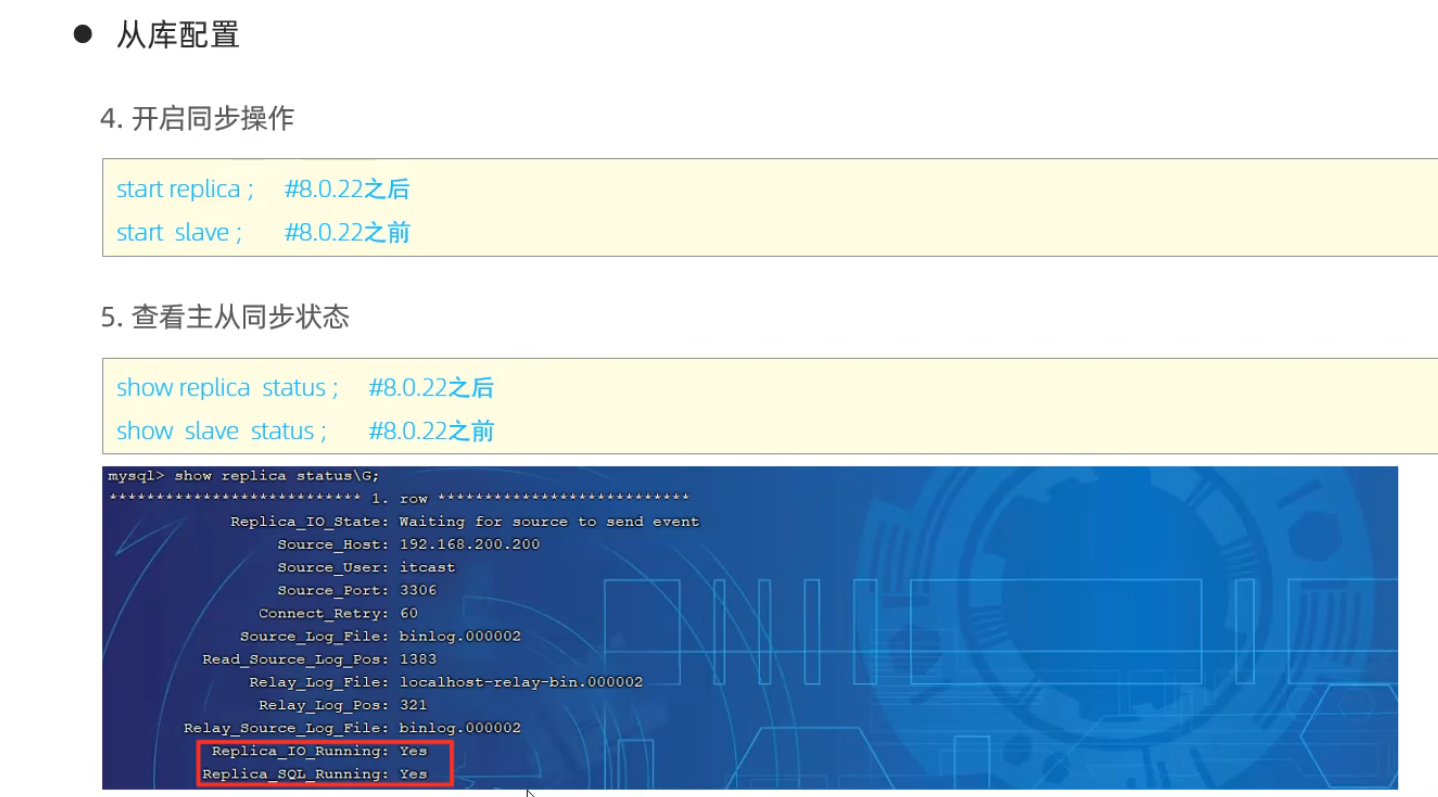 ● 从库配置
4. 开启同步操作
start replica ; #8.0.22之后
start slave ; #8.0.22之前
5. 查看主从同步状态
show replica status ; #8.0.22之后
show slave status ; #8.0.22之前
mysql> show replica status\G;
*************************** 1. row ***************************
Replica_IO_State: Waiting for source to send event
Source_Host: 192.168.200.200
Source_User: itcast
Source_Port: 3306
Connect_Retry: 60
Source_Log_File: binlog.000002
Read_Source_Log_Pos: 1383
Relay_Log_File: localhost-relay-bin.000002
Relay_Log_Pos: 321
Relay_Source_Log_File: binlog.000002
Replica_IO_Running: Yes
Replica_SQL_Running: Yes